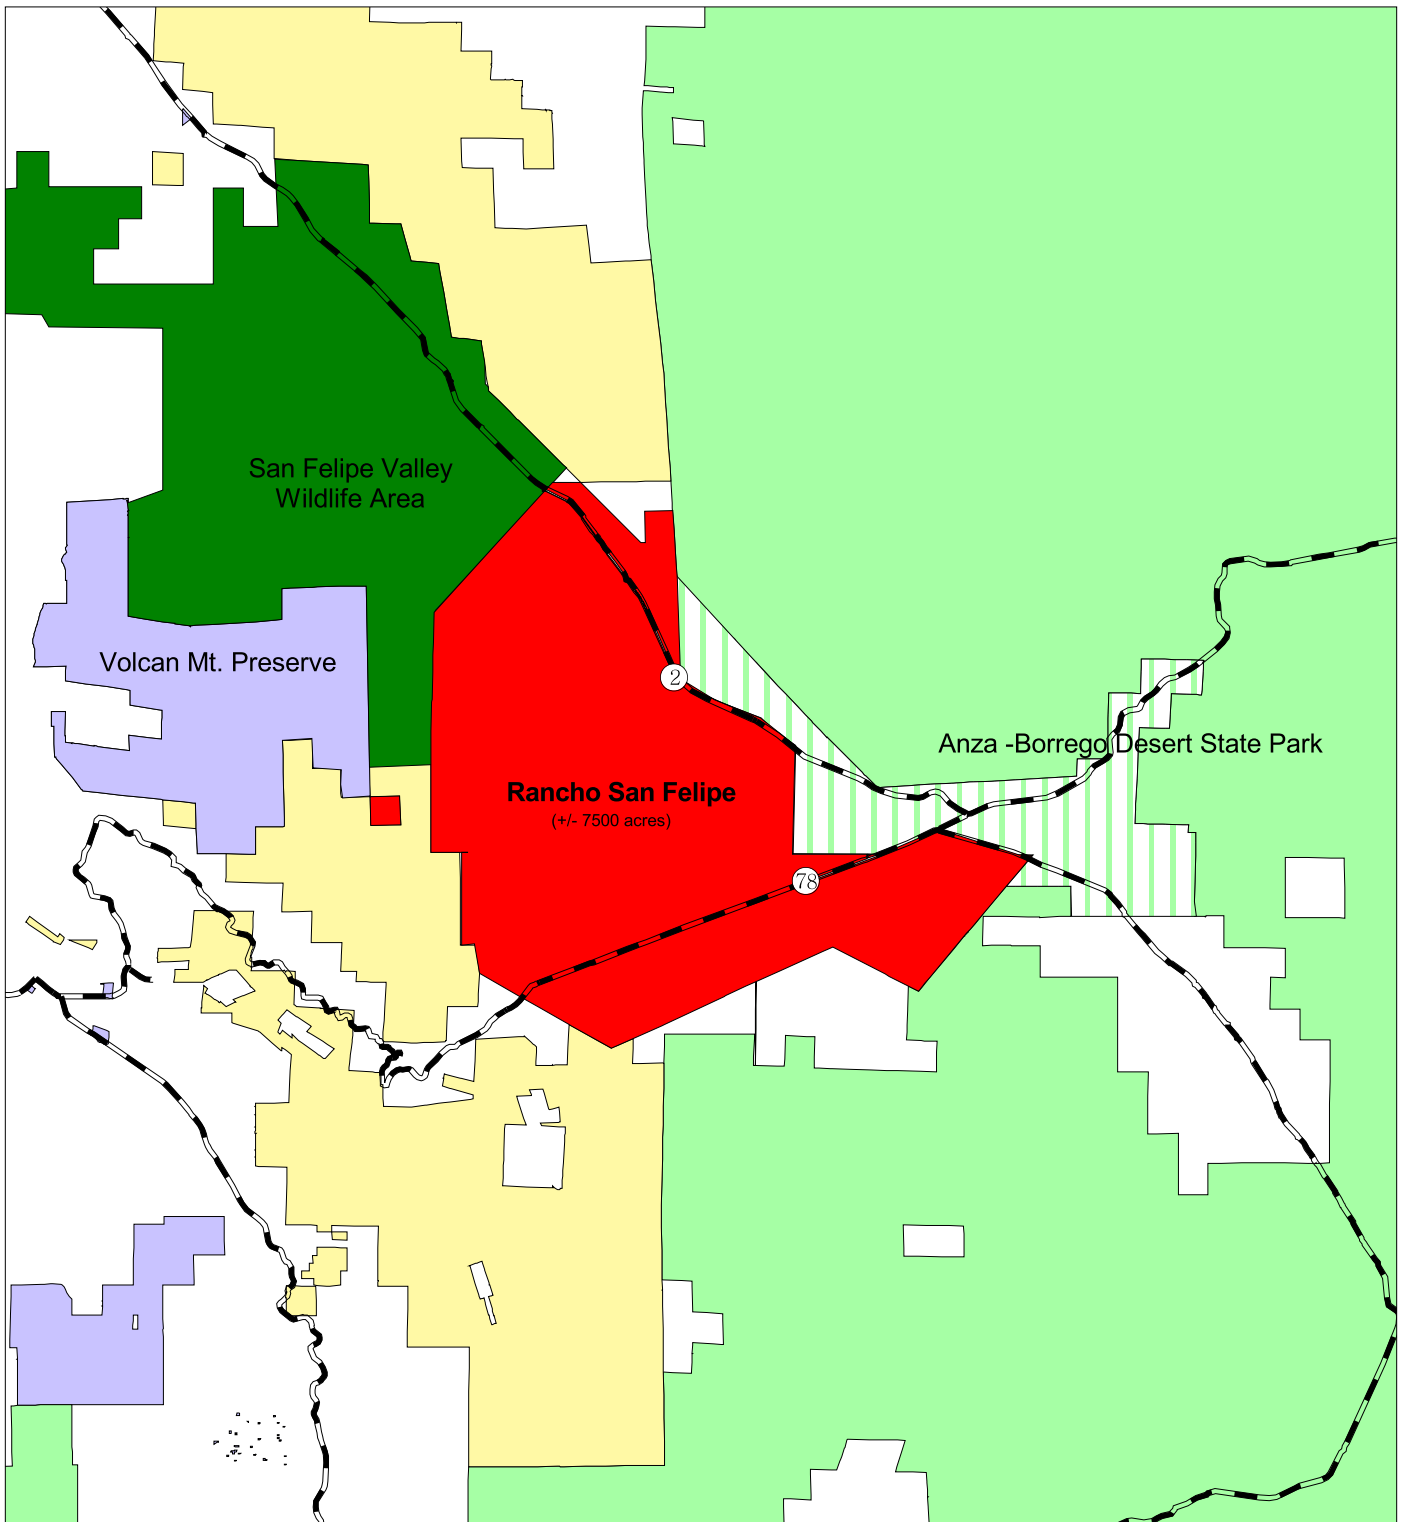 San Felipe Valley
Wildlife Area
Volcan Mt. Preserve
2
Anza -Borrego Desert State Park
Rancho San Felipe
(+/- 7500 acres)
78